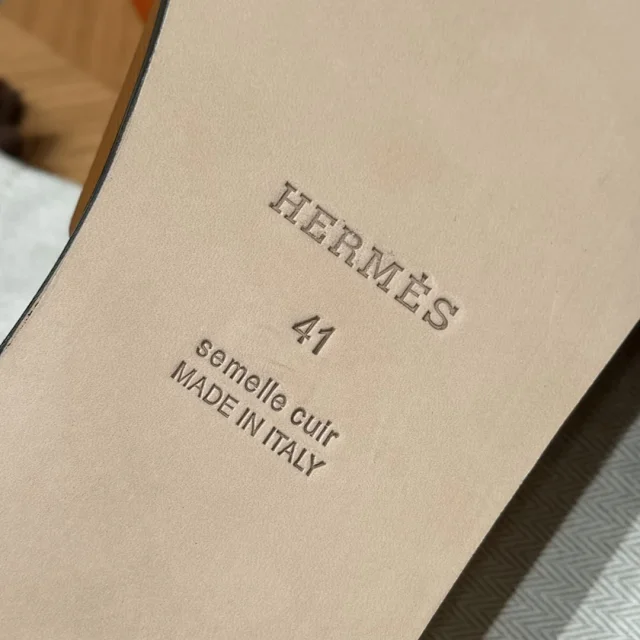 HERMÈS
41
semelle cuir
MADE IN ITALY